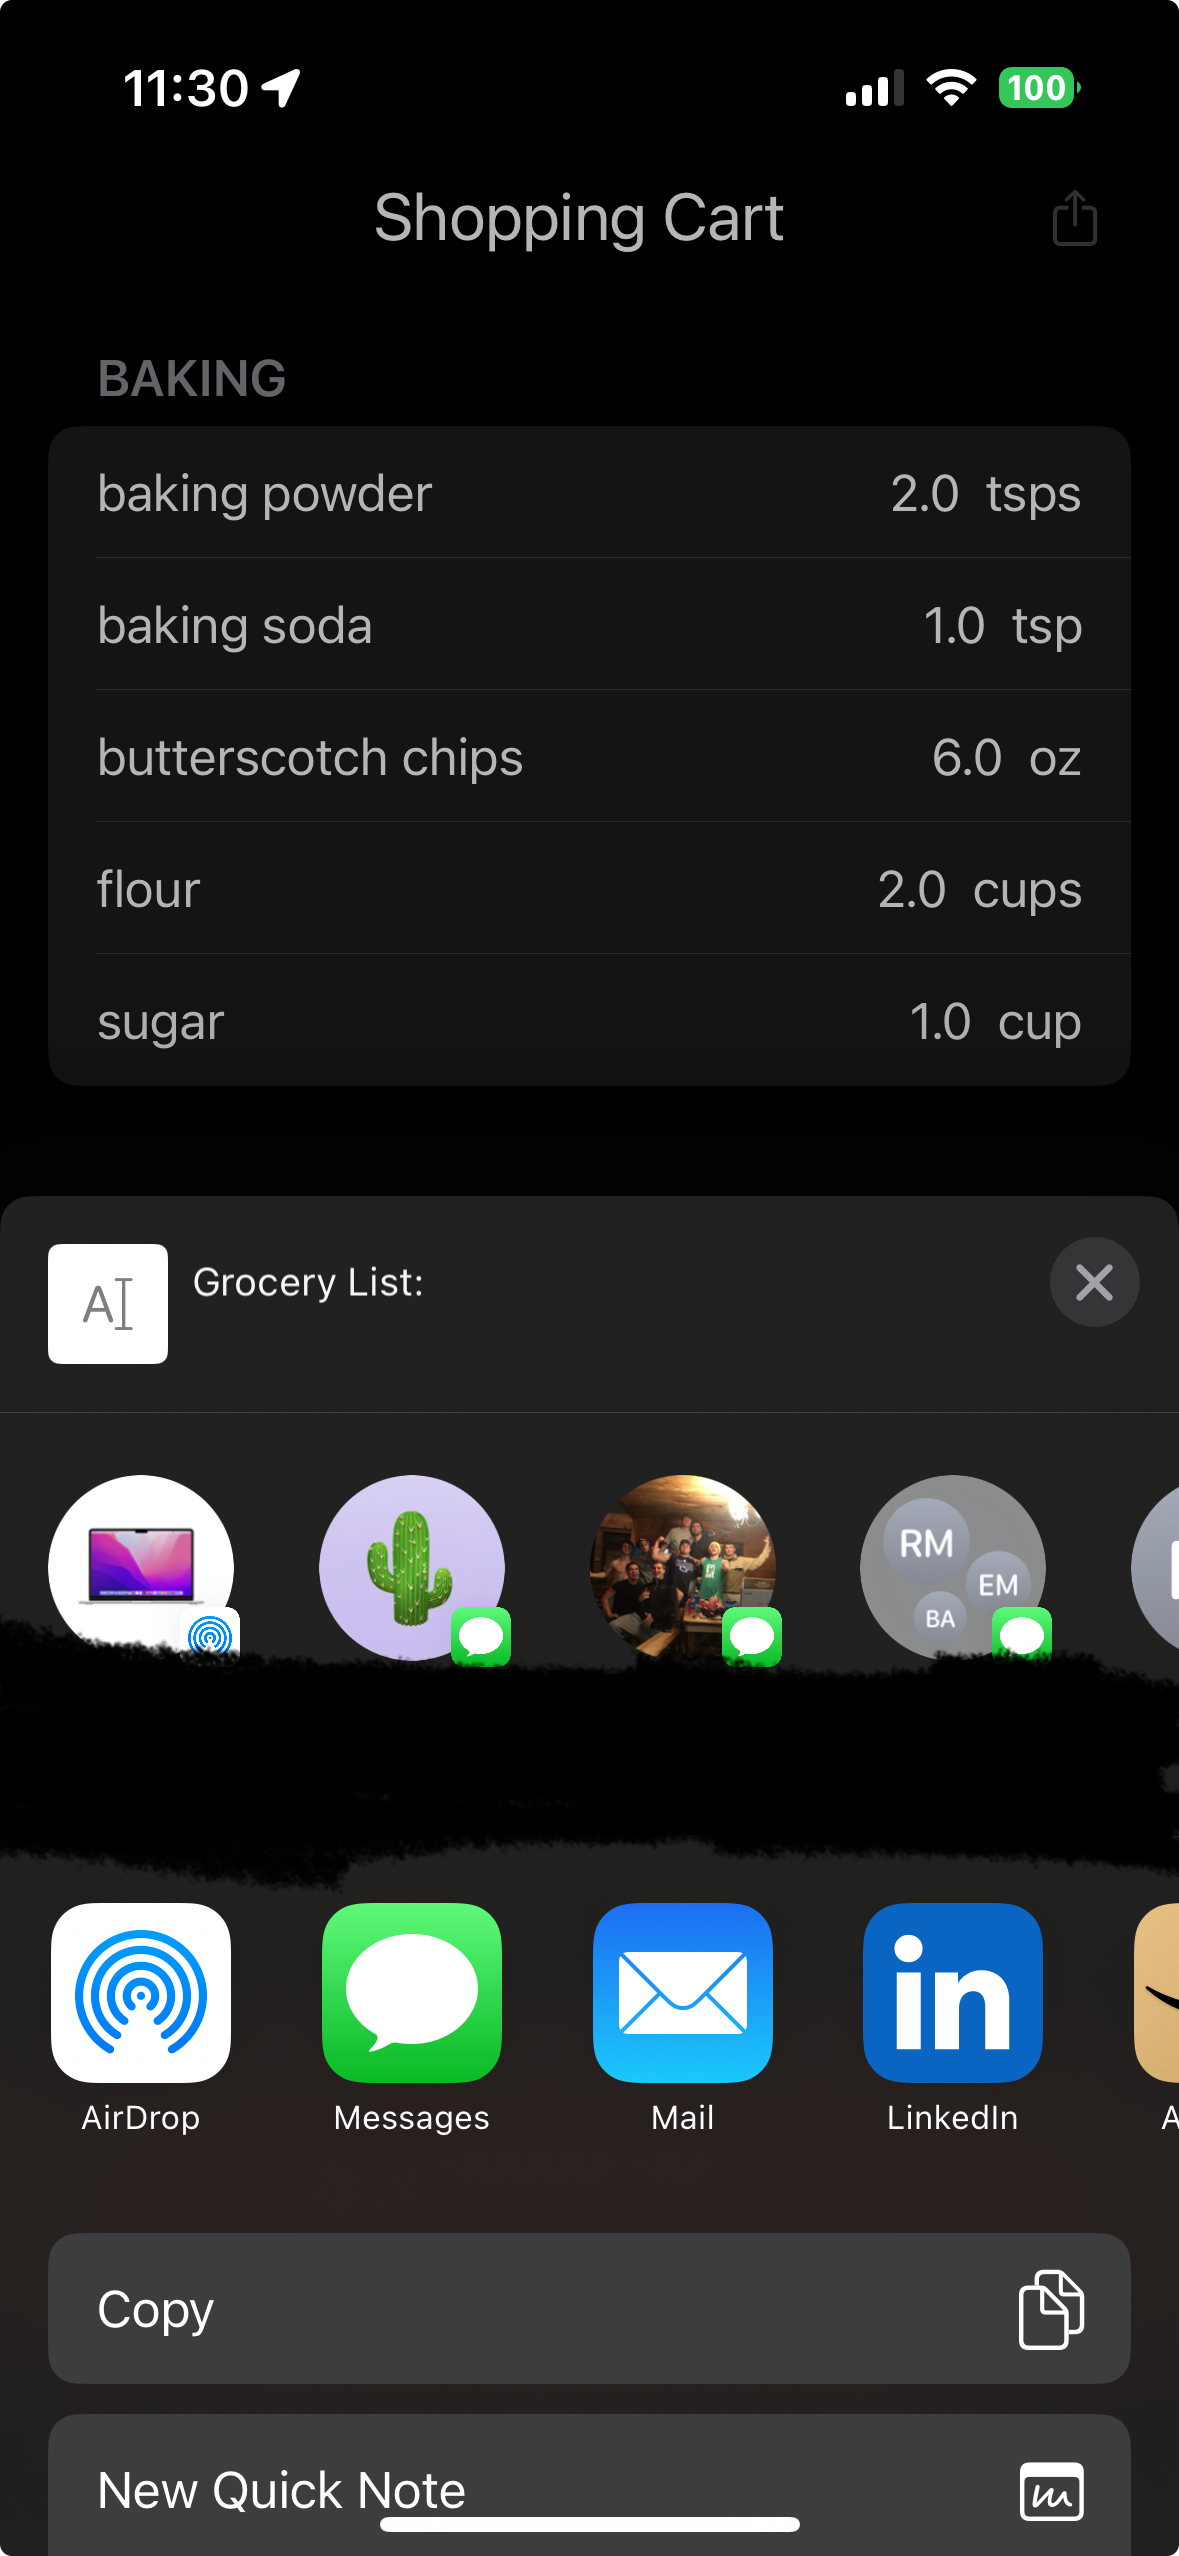 11:30
100
Shopping Cart
BAKING
baking powder 2.0 tsps
baking soda 1.0 tsp
butterscotch chips 6.0 oz
flour 2.0 cups
sugar 1.0 cup
A
Grocery List:
RM
EM
BA
in
AirDrop Messages Mail LinkedIn A
Copy
New Quick Note